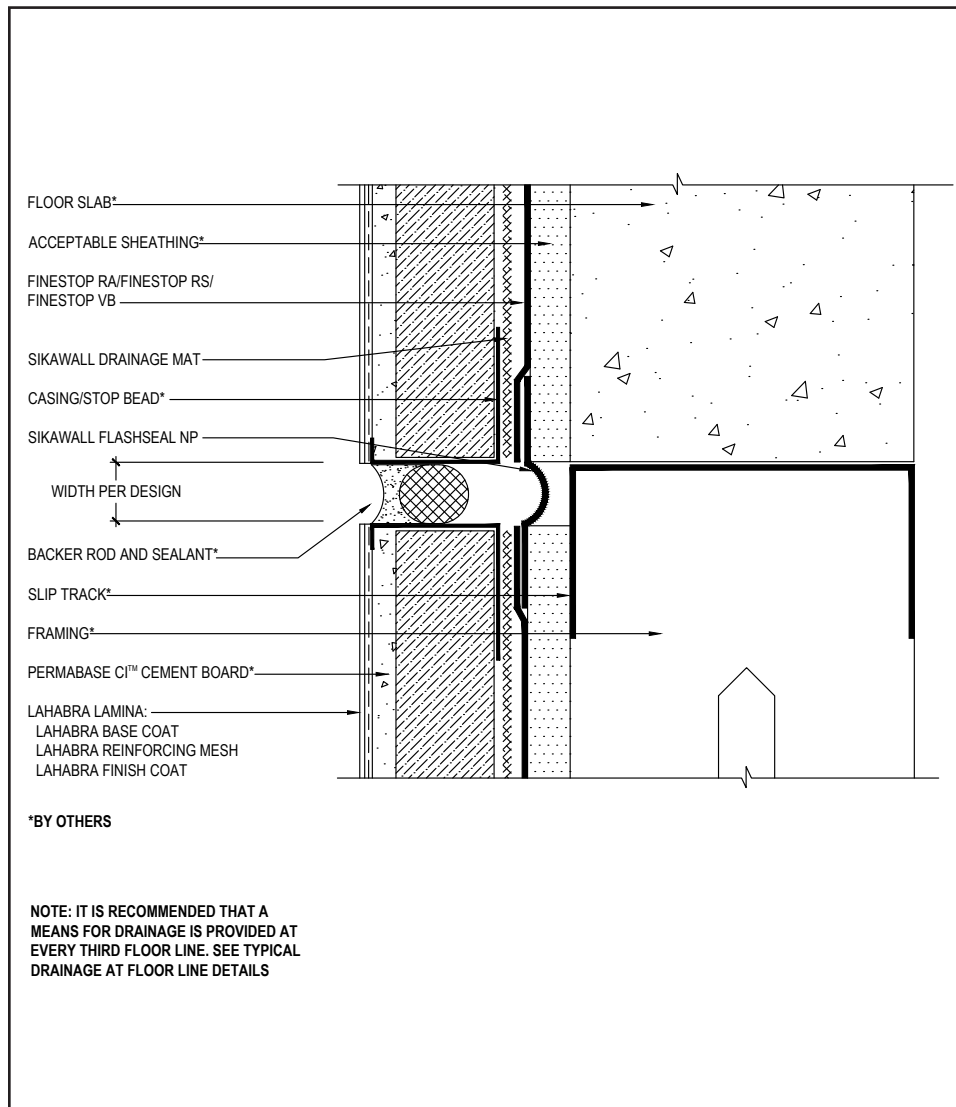 FLOOR SLAB*
ACCEPTABLE SHEATHING*
FINESTOP RA/FINESTOP RS/
FINESTOP VB
SIKAWALL DRAINAGE MAT
CASING/STOP BEAD*
SIKAWALL FLASHSEAL NP
WIDTH PER DESIGN
BACKER ROD AND SEALANT*
SLIP TRACK*
FRAMING*
PERMABASE CI™ CEMENT BOARD*
LAHABRA LAMINA:
LAHABRA BASE COAT
LAHABRA REINFORCING MESH
LAHABRA FINISH COAT
*BY OTHERS
NOTE: IT IS RECOMMENDED THAT A
MEANS FOR DRAINAGE IS PROVIDED AT
EVERY THIRD FLOOR LINE. SEE TYPICAL
DRAINAGE AT FLOOR LINE DETAILS